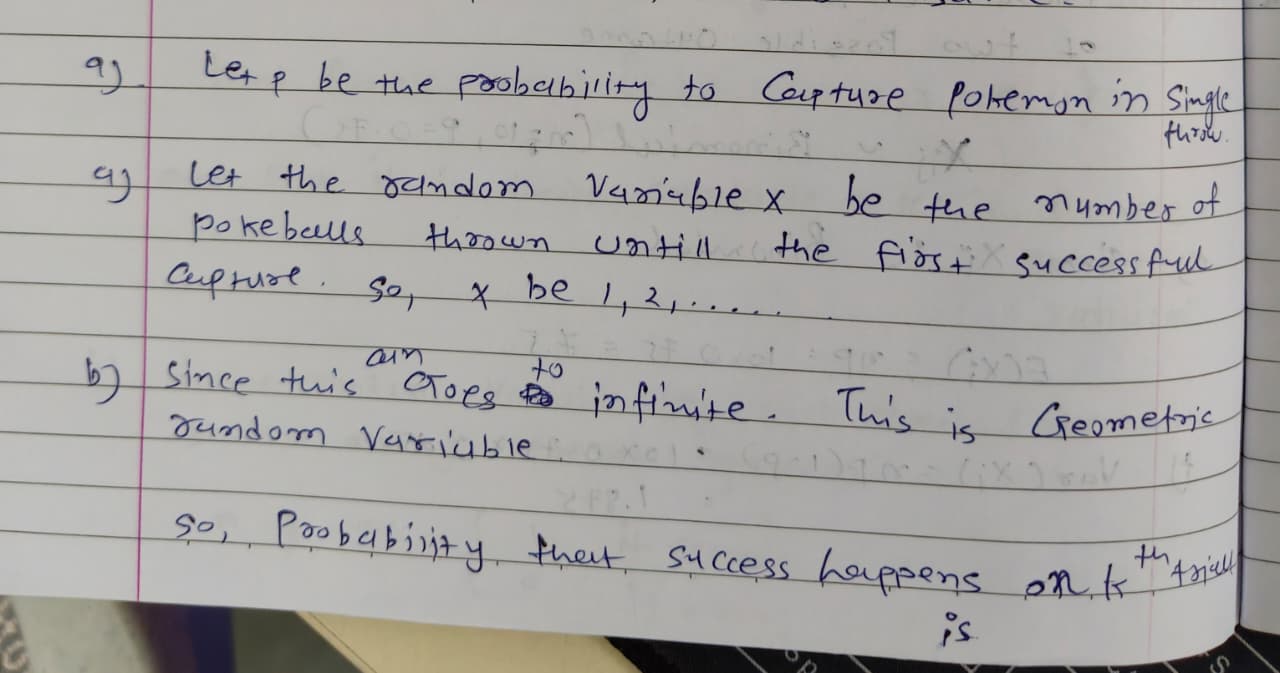 a) Let p be the probability to Capture Pokemon in Single throw.
a) Let the random Variable x be the number of
pokeballs thrown untill the first successful
Capture. So, x be 1, 2, .....
b) Since this can Goes to infinite. This is Geometric
random Variable.
So, Probability that success happens on k th triall
is